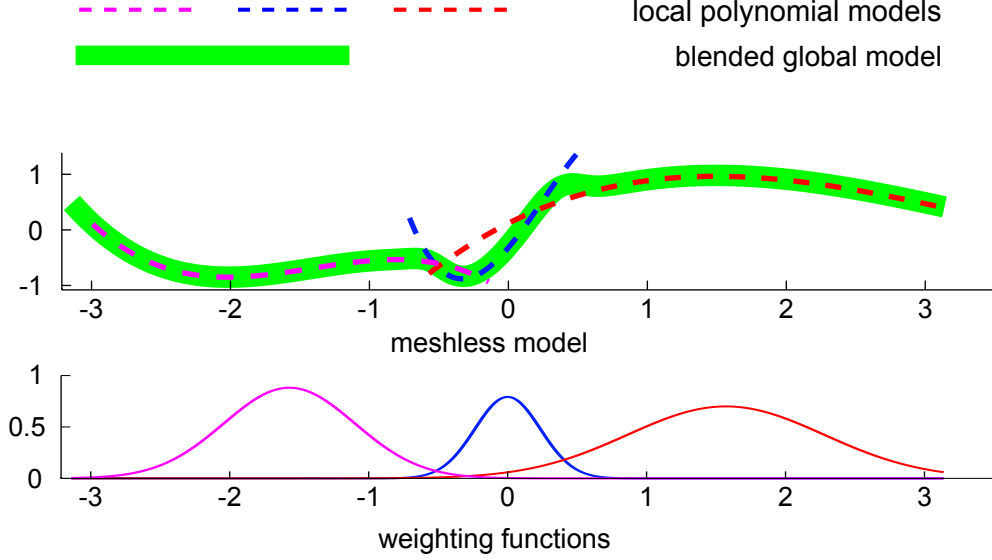 local polynomial models
blended global model
1
0
-1
-3 -2 -1 0 1 2 3
meshless model
1
0.5
0
-3 -2 -1 0 1 2 3
weighting functions